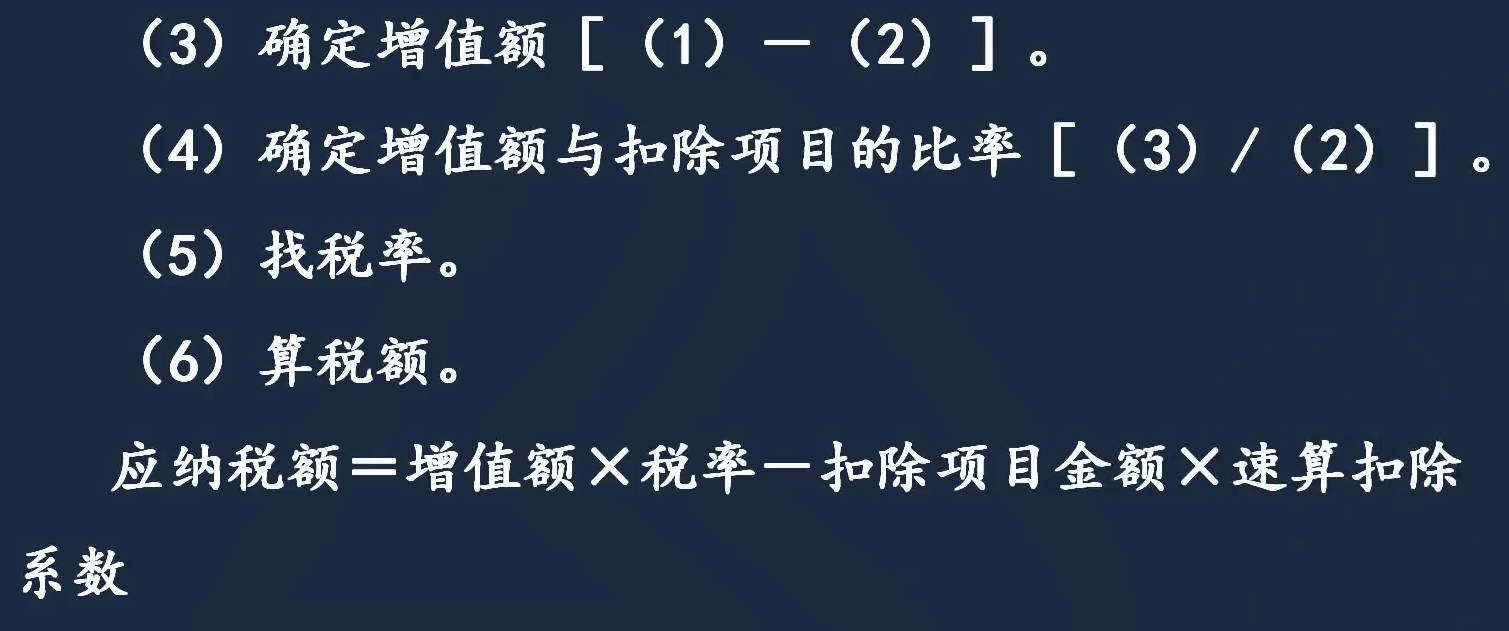 （3）确定增值额［（1）－（2）］。
（4）确定增值额与扣除项目的比率［（3）/（2）］。
（5）找税率。
（6）算税额。
应纳税额＝增值额×税率－扣除项目金额×速算扣除
系数